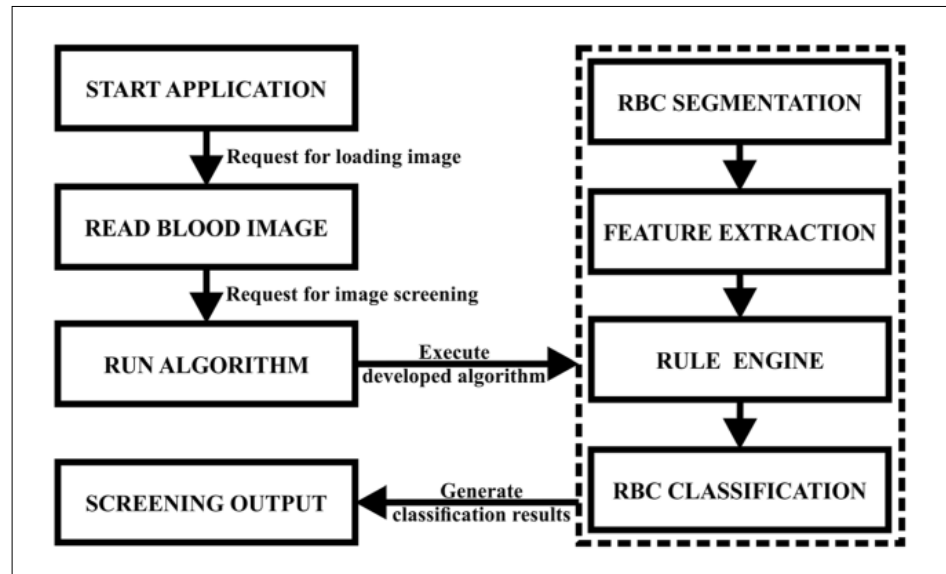 START APPLICATION
Request for loading image
READ BLOOD IMAGE
Request for image screening
RUN ALGORITHM
Execute
developed algorithm
RBC SEGMENTATION
FEATURE EXTRACTION
RULE ENGINE
RBC CLASSIFICATION
Generate
classification results
SCREENING OUTPUT